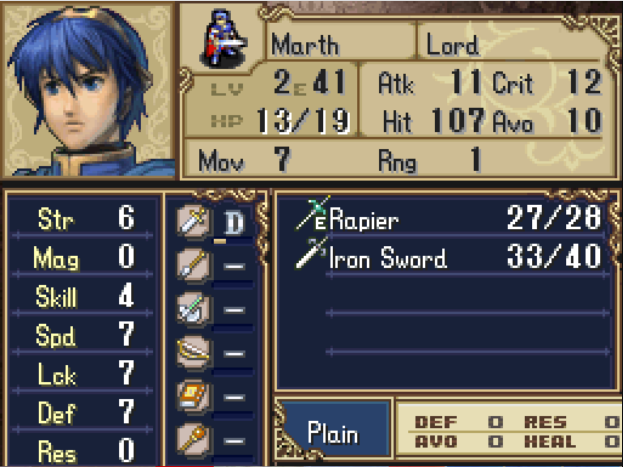 Marth Lord
LV 2 E 41 Atk 11 Crit 12
HP 13/19 Hit 107 Avo 10
Mov 7 Rng 1
Str 6 D E Rapier 27/28
Mag 0 – Iron Sword 33/40
Skill 4 –
Spd 7 –
Lck 7 –
Def 7 –
Res 0
Plain
DEF 0 RES 0
AVO 0 HEAL 0